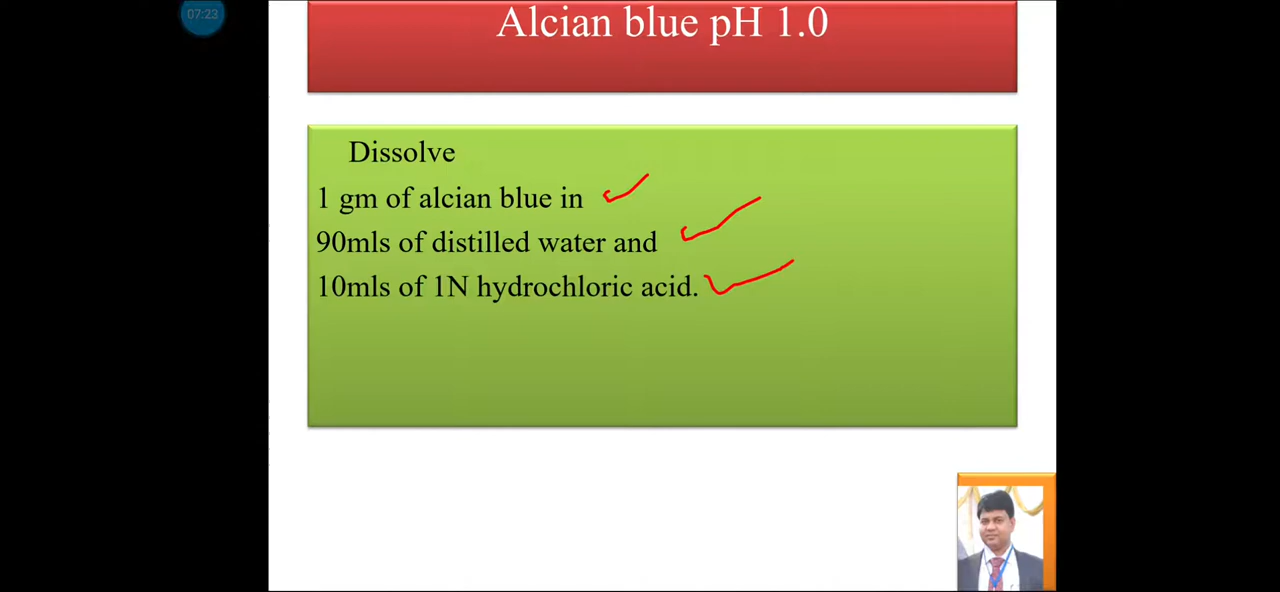 07:23
Alcian blue pH 1.0
Dissolve
1 gm of alcian blue in
90mls of distilled water and
10mls of 1N hydrochloric acid.